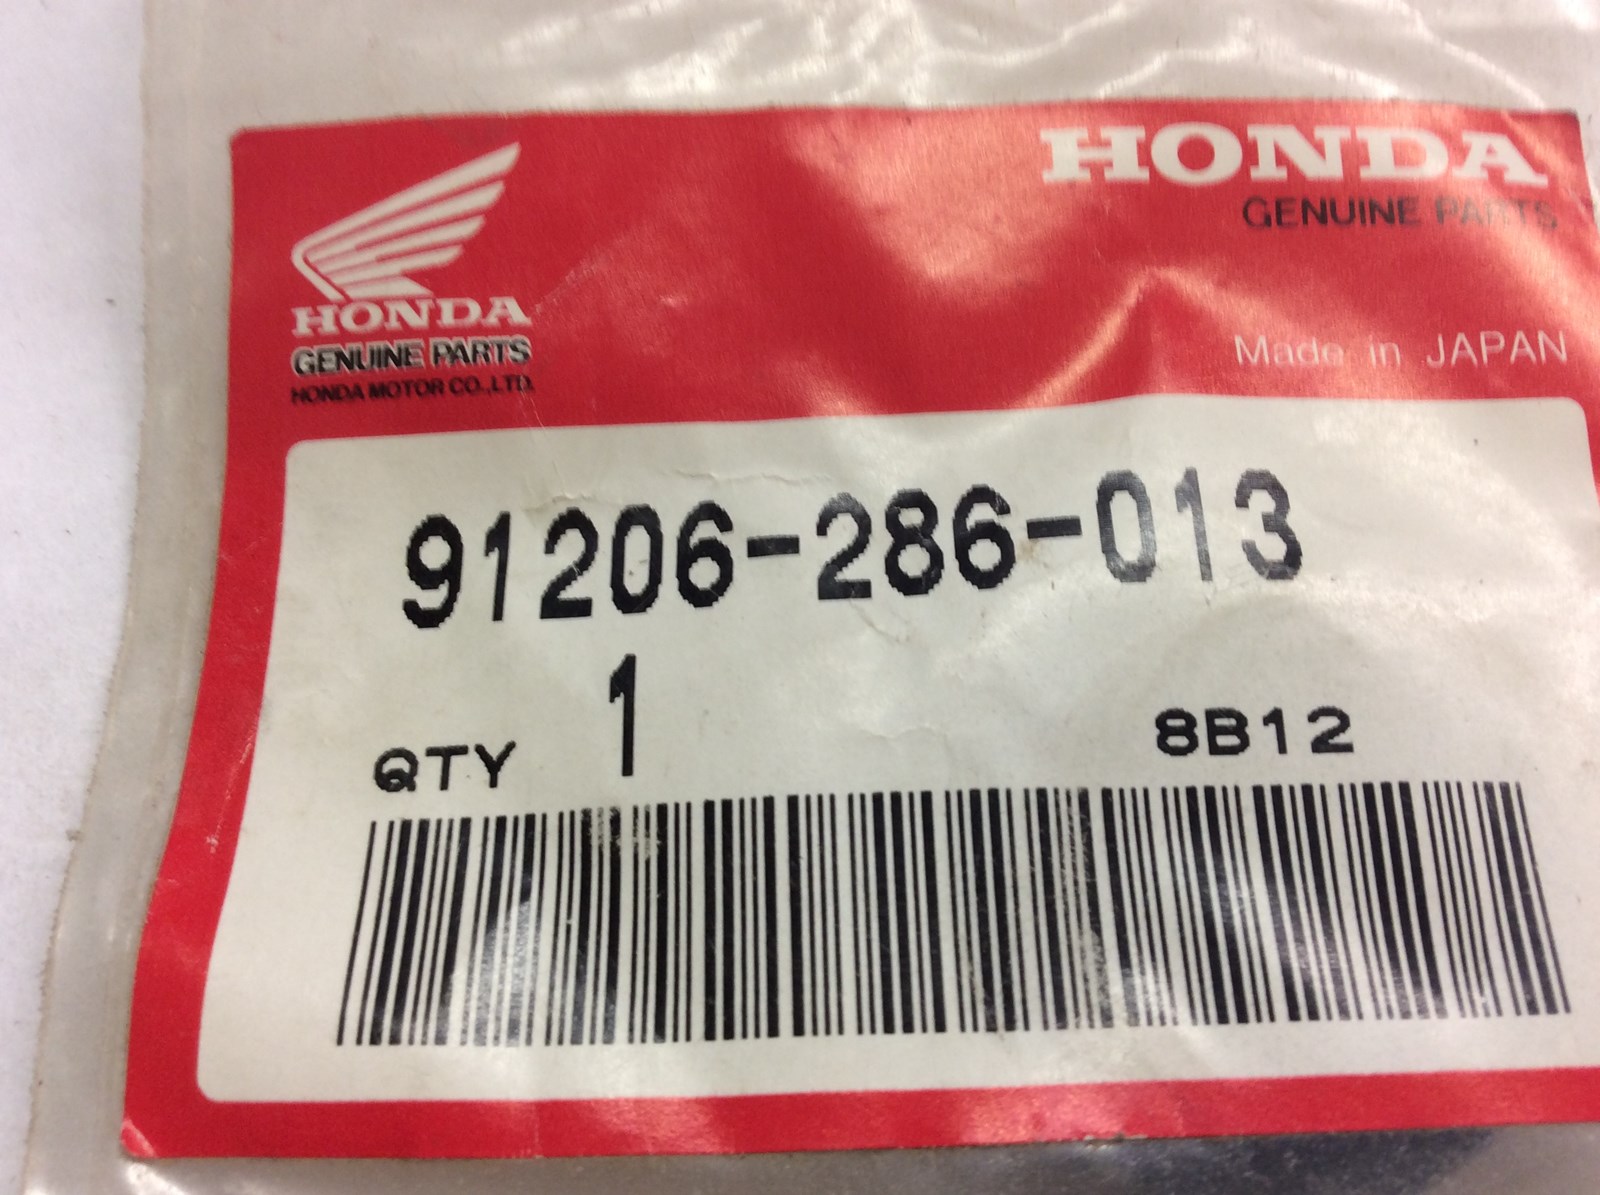 HONDA
GENUINE PARTS
Made in JAPAN
HONDA
GENUINE PARTS
HONDA MOTOR CO.,LTD.
91206-286-013
QTY 1
8B12